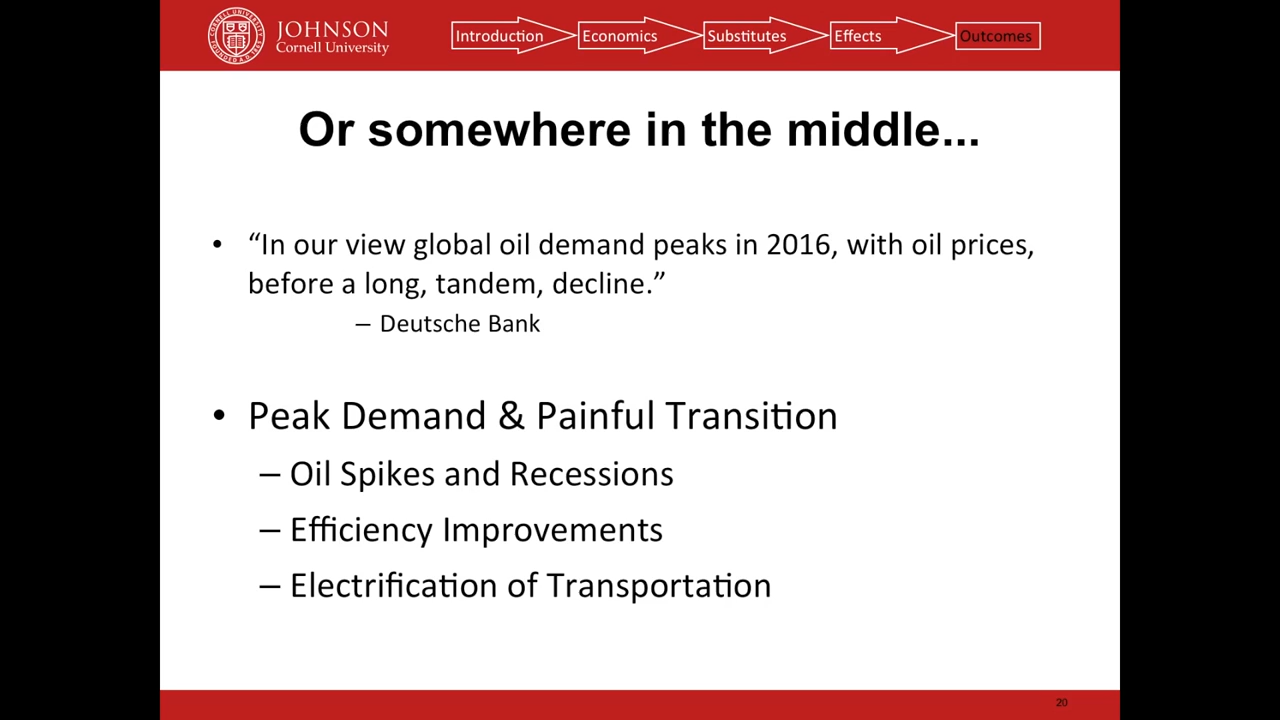 JOHNSON
Cornell University
Introduction
Economics
Substitutes
Effects
Outcomes
Or somewhere in the middle...
• “In our view global oil demand peaks in 2016, with oil prices,
before a long, tandem, decline.”
– Deutsche Bank
• Peak Demand & Painful Transition
– Oil Spikes and Recessions
– Efficiency Improvements
– Electrification of Transportation
20